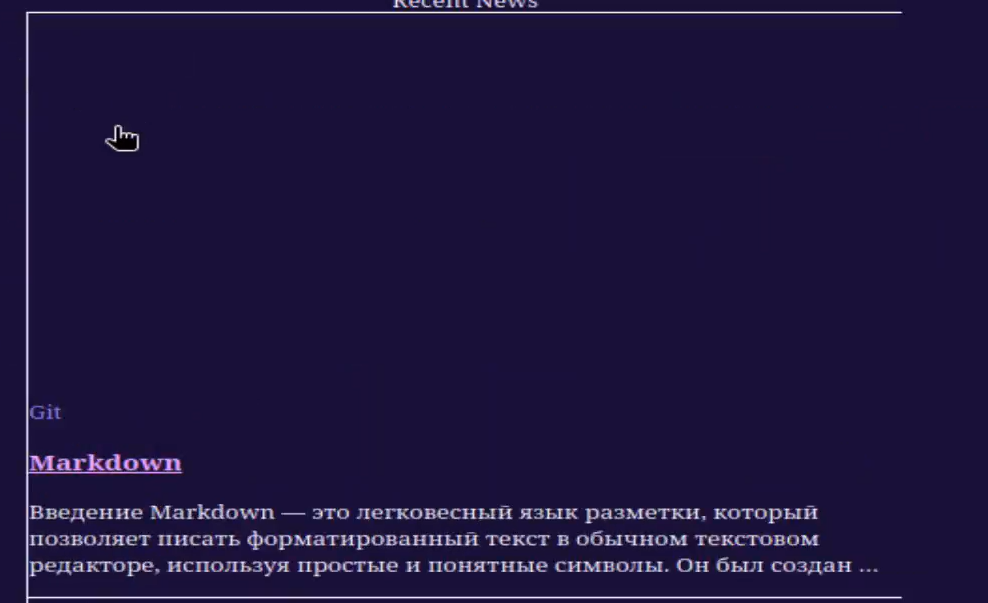 Recent News
Git
Markdown
Введение Markdown — это легковесный язык разметки, который
позволяет писать форматированный текст в обычном текстовом
редакторе, используя простые и понятные символы. Он был создан ...